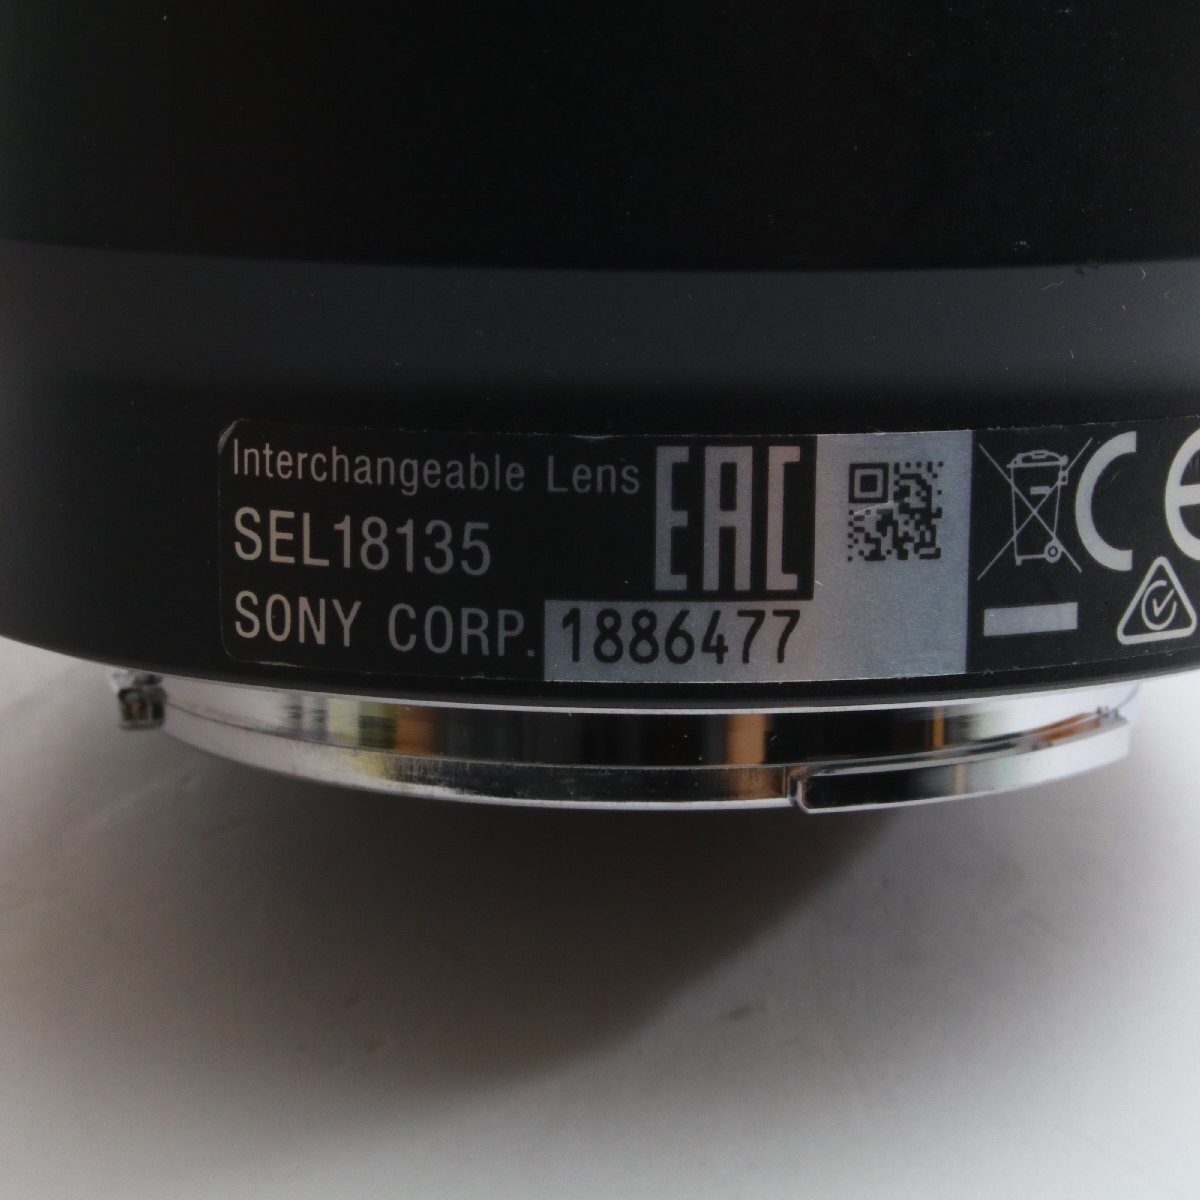 Interchangeable Lens
SEL18135
SONY CORP. 1886477
EAC
CE